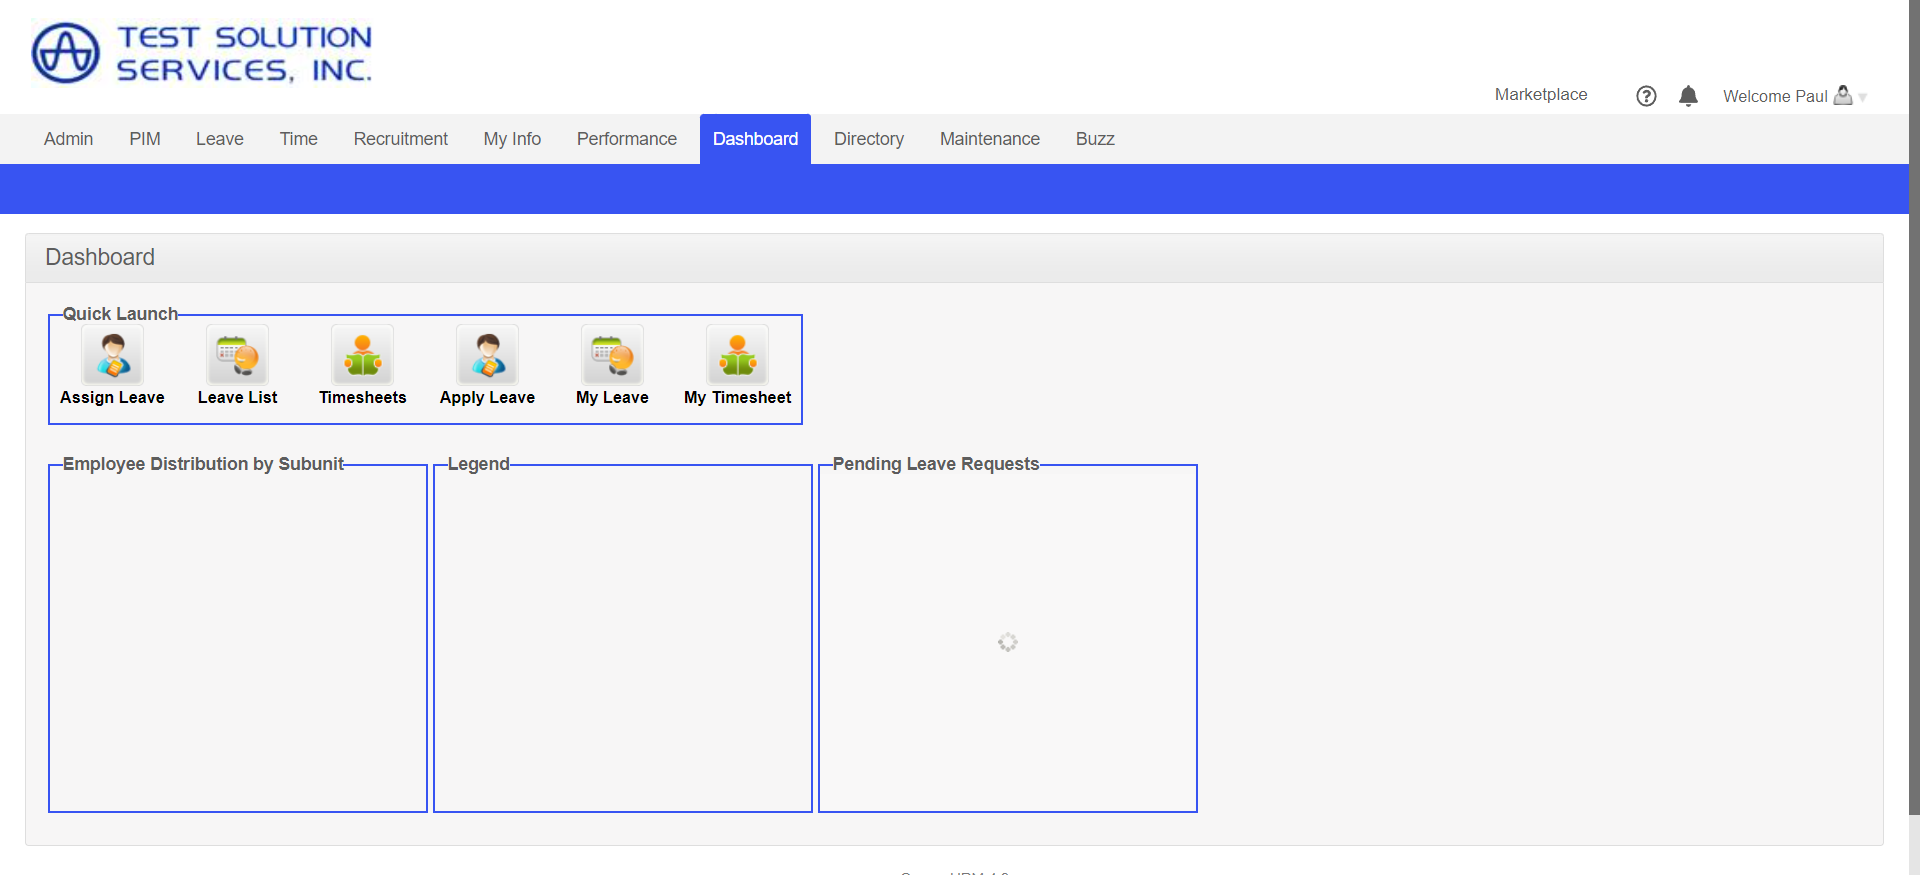 TEST SOLUTION
SERVICES, INC.
Marketplace
Welcome Paul
Admin PIM Leave Time Recruitment My Info Performance Dashboard Directory Maintenance Buzz
Dashboard
Quick Launch
Assign Leave Leave List Timesheets Apply Leave My Leave My Timesheet
Employee Distribution by Subunit Legend Pending Leave Requests